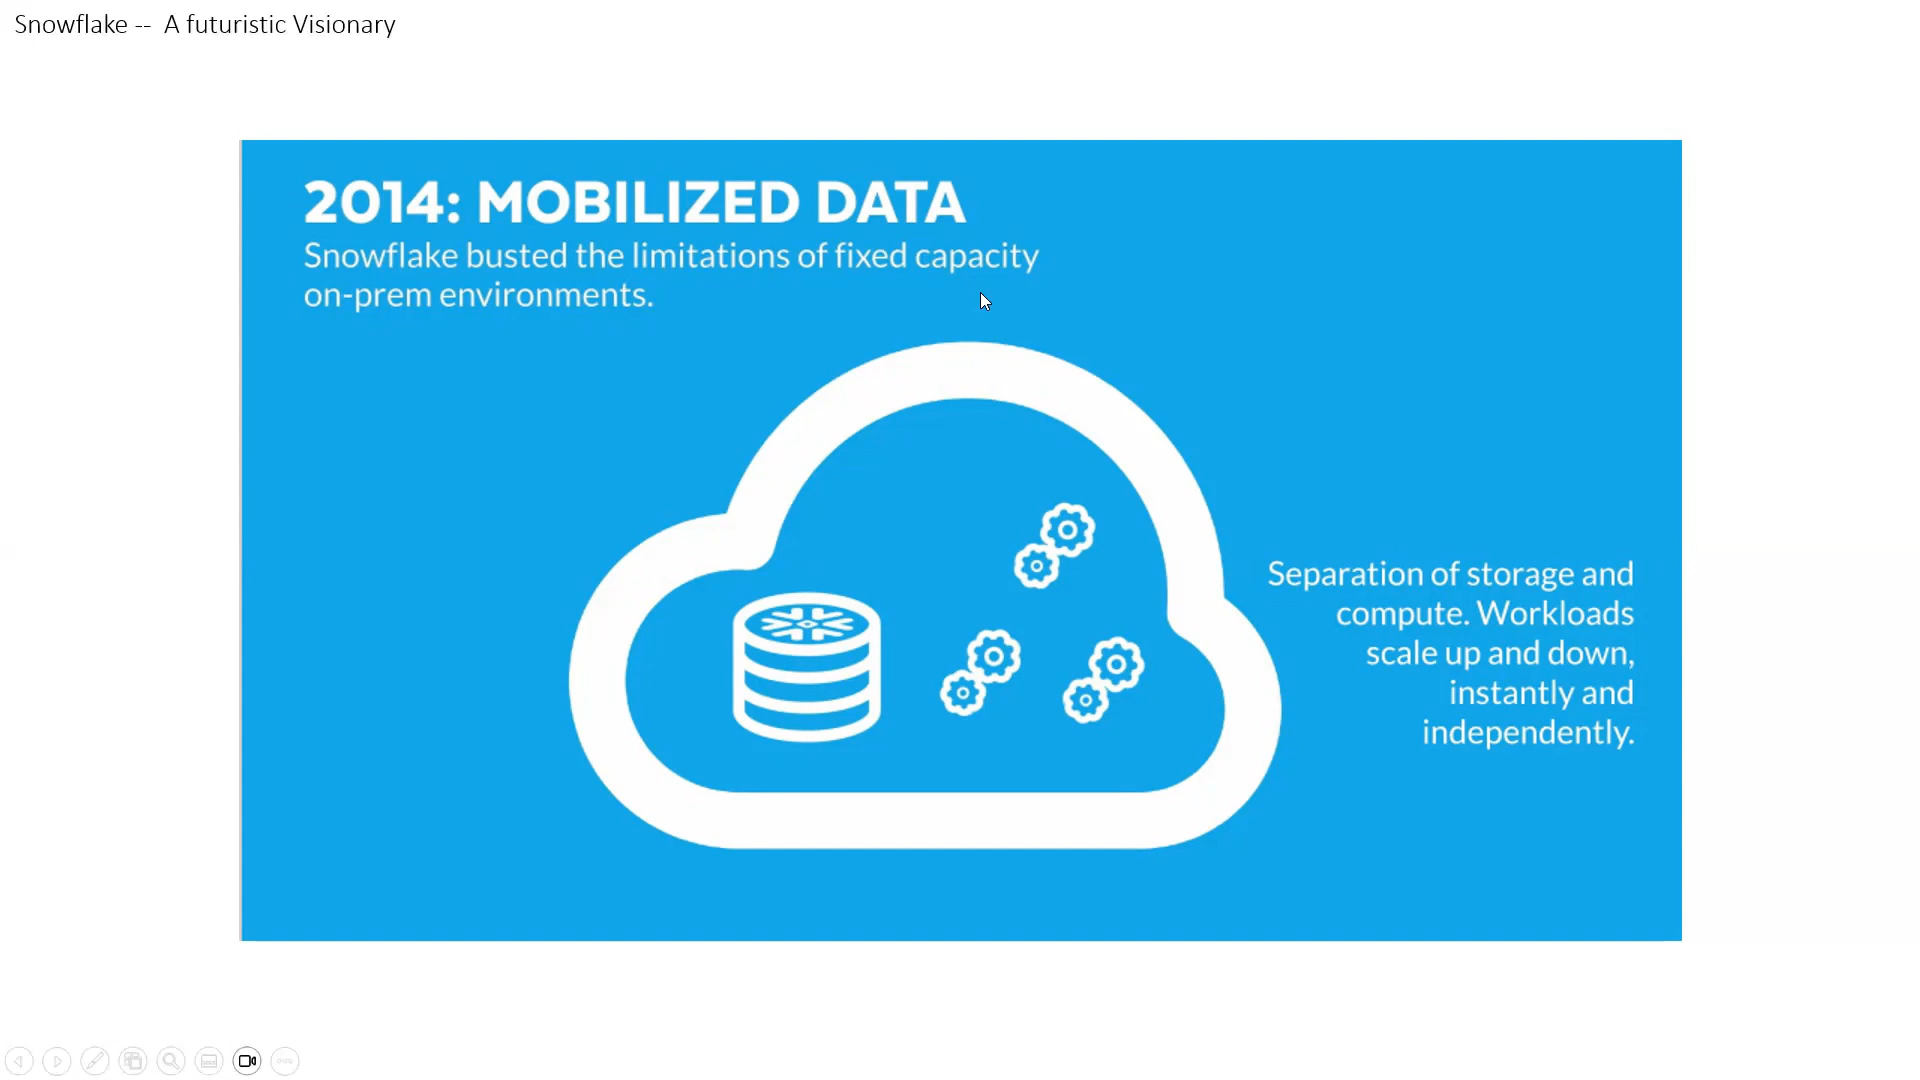 Snowflake -- A futuristic Visionary
2014: MOBILIZED DATA
Snowflake busted the limitations of fixed capacity
on-prem environments.
Separation of storage and
compute. Workloads
scale up and down,
instantly and
independently.